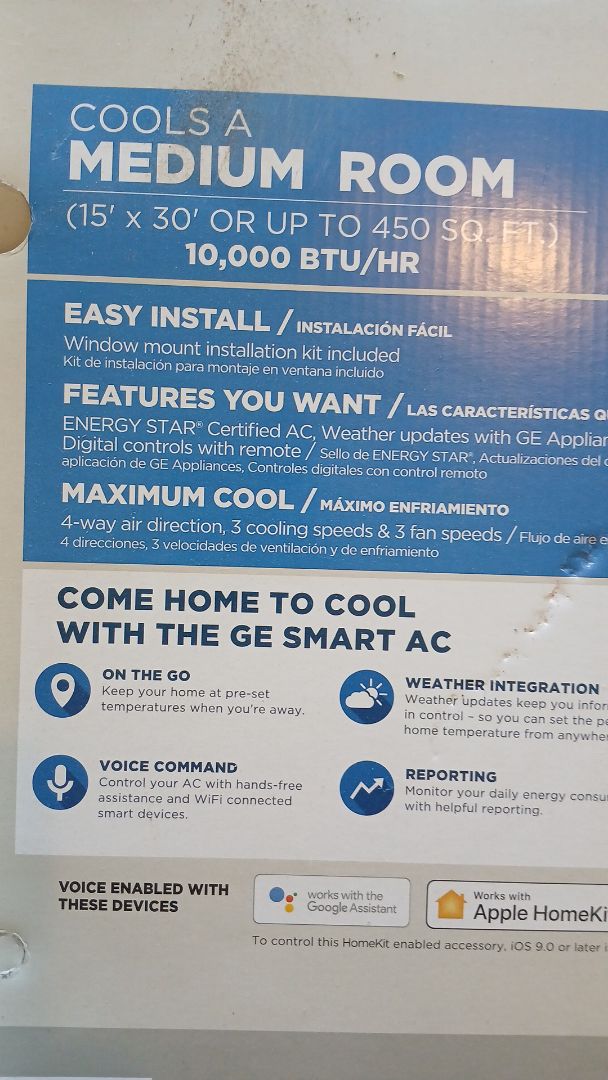 COOLS A
MEDIUM ROOM
(15' x 30' OR UP TO 450 SQ. FT.)
10,000 BTU/HR
EASY INSTALL / INSTALACIÓN FÁCIL
Window mount installation kit included
Kit de instalación para montaje en ventana incluido
FEATURES YOU WANT / LAS CARACTERÍSTICAS
ENERGY STAR® Certified AC, Weather updates with GE
Digital controls with remote / Sello de ENERGY STAR®, Actualizaciones del
aplicación de GE Appliances, Controles digitales con control remoto
MAXIMUM COOL / MÁXIMO ENFRIAMIENTO
4-way air direction, 3 cooling speeds & 3 fan speeds / Flujo de aire
4 direcciones, 3 velocidades de ventilación y de enfriamiento
COME HOME TO COOL
WITH THE GE SMART AC
ON THE GO
Keep your home at pre-set
temperatures when you're away.
WEATHER INTEGRATION
Weather updates keep you
in control – so you can set the
home temperature from
VOICE COMMAND
Control your AC with hands-free
assistance and WiFi connected
smart devices.
REPORTING
Monitor your daily energy
with helpful reporting.
VOICE ENABLED WITH
THESE DEVICES
works with the
Google Assistant
Works with
Apple
To control this HomeKit enabled accessory, iOS 9.0 or later